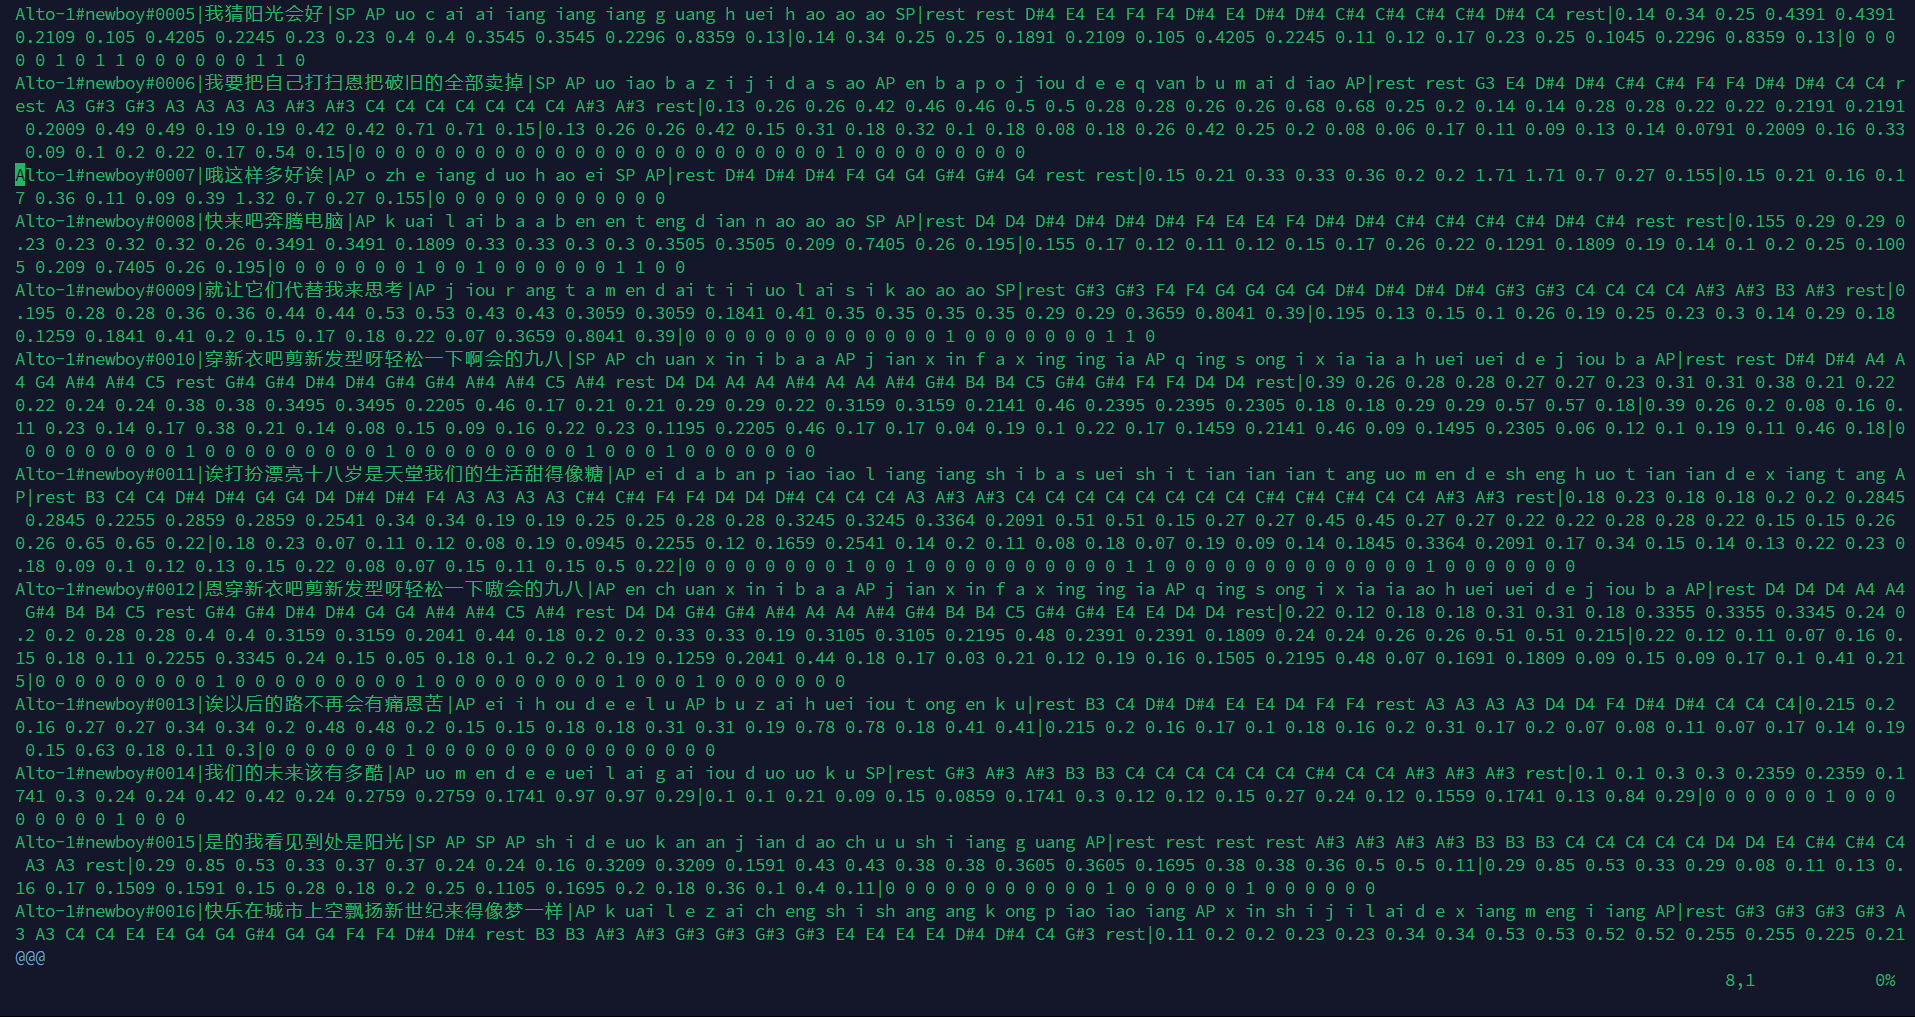 Alto-1#newboy#0005|我猜阳光会好|SP AP uo c ai ai iang iang iang g uang h uei h ao ao ao SP|rest rest D#4 E4 E4 F4 F4 D#4 E4 D#4 D#4 C#4 C#4 C#4 C#4 D#4 C4 rest|0.14 0.34 0.25 0.4391 0.4391
0.2109 0.105 0.4205 0.2245 0.23 0.23 0.4 0.4 0.3545 0.3545 0.2296 0.8359 0.13|0.14 0.34 0.25 0.25 0.1891 0.2109 0.105 0.4205 0.2245 0.11 0.12 0.17 0.23 0.25 0.1045 0.2296 0.8359 0.13|0 0 0
0 0 1 0 1 1 0 0 0 0 0 0 1 1 0
Alto-1#newboy#0006|我要把自己打扫恩把破旧的全部卖掉|SP AP uo iao b a z i j i d a s ao AP en b a p o j iou d e e q van b u m ai d iao AP|rest rest G3 E4 D#4 D#4 C#4 C#4 F4 F4 D#4 D#4 C4 C4 r
est A3 G#3 G#3 A3 A3 A3 A3 A#3 A#3 C4 C4 C4 C4 C4 C4 C4 A#3 A#3 rest|0.13 0.26 0.26 0.42 0.46 0.46 0.5 0.5 0.28 0.28 0.26 0.26 0.68 0.68 0.25 0.2 0.14 0.14 0.28 0.28 0.22 0.22 0.2191 0.2191
0.2009 0.49 0.49 0.19 0.19 0.42 0.42 0.71 0.71 0.15|0.13 0.26 0.26 0.42 0.15 0.31 0.18 0.32 0.1 0.18 0.08 0.18 0.26 0.42 0.25 0.2 0.08 0.06 0.17 0.11 0.09 0.13 0.14 0.0791 0.2009 0.16 0.33
0.09 0.1 0.2 0.22 0.17 0.54 0.15|0 0 0 0 0 0 0 0 0 0 0 0 0 0 0 0 0 0 0 0 0 0 0 0 1 0 0 0 0 0 0 0 0 0
Alto-1#newboy#0007|哦这样多好诶|AP o zh e iang d uo h ao ei SP AP|rest D#4 D#4 D#4 F4 G4 G4 G#4 G#4 G4 rest rest|0.15 0.21 0.33 0.33 0.36 0.2 0.2 1.71 1.71 0.7 0.27 0.155|0.15 0.21 0.16 0.1
7 0.36 0.11 0.09 0.39 1.32 0.7 0.27 0.155|0 0 0 0 0 0 0 0 0 0 0 0
Alto-1#newboy#0008|快来吧奔腾电脑|AP k uai l ai b a a b en en t eng d ian n ao ao ao SP AP|rest D4 D4 D#4 D#4 D#4 D#4 F4 E4 E4 F4 D#4 D#4 C#4 C#4 C#4 C#4 D#4 C#4 rest rest|0.155 0.29 0.29 0
.23 0.23 0.32 0.32 0.26 0.3491 0.3491 0.1809 0.33 0.33 0.3 0.3 0.3505 0.3505 0.209 0.7405 0.26 0.195|0.155 0.17 0.12 0.11 0.12 0.15 0.17 0.26 0.22 0.1291 0.1809 0.19 0.14 0.1 0.2 0.25 0.100
5 0.209 0.7405 0.26 0.195|0 0 0 0 0 0 0 1 0 0 1 0 0 0 0 0 0 1 1 0 0
Alto-1#newboy#0009|就让它们代替我来思考|AP j iou r ang t a m en d ai t i i uo l ai s i k ao ao ao SP|rest G#3 G#3 F4 F4 G4 G4 G4 G4 D#4 D#4 D#4 D#4 G#3 G#3 C4 C4 C4 C4 A#3 A#3 B3 A#3 rest|0
.195 0.28 0.28 0.36 0.36 0.44 0.44 0.53 0.53 0.43 0.43 0.3059 0.3059 0.1841 0.41 0.35 0.35 0.35 0.35 0.29 0.29 0.3659 0.8041 0.39|0.195 0.13 0.15 0.1 0.26 0.19 0.25 0.23 0.3 0.14 0.29 0.18
0.1259 0.1841 0.41 0.2 0.15 0.17 0.18 0.22 0.07 0.3659 0.8041 0.39|0 0 0 0 0 0 0 0 0 0 0 0 0 1 0 0 0 0 0 0 0 1 1 0
Alto-1#newboy#0010|穿新衣吧剪新发型呀轻松一下啊会的九八|SP AP ch uan x in i b a a AP j ian x in f a x ing ing ia AP q ing s ong i x ia ia a h uei uei d e j iou b a AP|rest rest D#4 D#4 A4 A
4 G4 A#4 A#4 C5 rest G#4 G#4 D#4 D#4 G#4 G#4 A#4 A#4 C5 A#4 rest D4 D4 A4 A4 A#4 A4 A4 A#4 G#4 B4 B4 C5 G#4 G#4 F4 F4 D4 D4 rest|0.39 0.26 0.28 0.28 0.27 0.27 0.23 0.31 0.31 0.38 0.21 0.22
0.22 0.24 0.24 0.38 0.38 0.3495 0.3495 0.2205 0.46 0.17 0.21 0.21 0.29 0.29 0.22 0.3159 0.3159 0.2141 0.46 0.2395 0.2395 0.2305 0.18 0.18 0.29 0.29 0.57 0.57 0.18|0.39 0.26 0.2 0.08 0.16 0.
11 0.23 0.14 0.17 0.38 0.21 0.14 0.08 0.15 0.09 0.16 0.22 0.23 0.1195 0.2205 0.46 0.17 0.17 0.04 0.19 0.1 0.22 0.17 0.1459 0.2141 0.46 0.09 0.1495 0.2305 0.06 0.12 0.1 0.19 0.11 0.46 0.18|0
0 0 0 0 0 0 0 0 1 0 0 0 0 0 0 0 0 0 1 0 0 0 0 0 0 0 0 0 1 0 0 0 1 0 0 0 0 0 0 0
Alto-1#newboy#0011|诶打扮漂亮十八岁是天堂我们的生活甜得像糖|AP ei d a b an p iao iao l iang iang sh i b a s uei sh i t ian ian ian t ang uo m en d e sh eng h uo t ian ian d e x iang t ang A
P|rest B3 C4 C4 D#4 D#4 G4 G4 D4 D#4 D#4 F4 A3 A3 A3 A3 C#4 C#4 F4 F4 D4 D4 D#4 C4 C4 C4 A3 A#3 A#3 C4 C4 C4 C4 C4 C4 C4 C4 C#4 C#4 C#4 C4 C4 A#3 A#3 rest|0.18 0.23 0.18 0.18 0.2 0.2 0.2845
0.2845 0.2255 0.2859 0.2859 0.2541 0.34 0.34 0.19 0.19 0.25 0.25 0.28 0.28 0.3245 0.3245 0.3364 0.2091 0.51 0.51 0.15 0.27 0.27 0.45 0.45 0.27 0.27 0.22 0.22 0.28 0.28 0.22 0.15 0.15 0.26
0.26 0.65 0.65 0.22|0.18 0.23 0.07 0.11 0.12 0.08 0.19 0.0945 0.2255 0.12 0.1659 0.2541 0.14 0.2 0.11 0.08 0.18 0.07 0.19 0.09 0.14 0.1845 0.3364 0.2091 0.17 0.34 0.15 0.14 0.13 0.22 0.23 0
.18 0.09 0.1 0.12 0.13 0.15 0.22 0.08 0.07 0.15 0.11 0.15 0.5 0.22|0 0 0 0 0 0 0 0 1 0 0 1 0 0 0 0 0 0 0 0 0 0 1 1 0 0 0 0 0 0 0 0 0 0 0 0 0 1 0 0 0 0 0 0 0
Alto-1#newboy#0012|恩穿新衣吧剪新发型呀轻松一下嗷会的九八|AP en ch uan x in i b a a AP j ian x in f a x ing ing ia AP q ing s ong i x ia ia ao h uei uei d e j iou b a AP|rest D4 D4 D4 A4 A4
G#4 B4 B4 C5 rest G#4 G#4 D#4 D#4 G4 G4 A#4 A#4 C5 A#4 rest D4 D4 G#4 G#4 A#4 A4 A4 A#4 G#4 B4 B4 C5 G#4 G#4 E4 E4 D4 D4 rest|0.22 0.12 0.18 0.18 0.31 0.31 0.18 0.3355 0.3355 0.3345 0.24 0
.2 0.2 0.28 0.28 0.4 0.4 0.3159 0.3159 0.2041 0.44 0.18 0.2 0.2 0.33 0.33 0.19 0.3105 0.3105 0.2195 0.48 0.2391 0.2391 0.1809 0.24 0.24 0.26 0.26 0.51 0.51 0.215|0.22 0.12 0.11 0.07 0.16 0.
15 0.18 0.11 0.2255 0.3345 0.24 0.15 0.05 0.18 0.1 0.2 0.2 0.19 0.1259 0.2041 0.44 0.18 0.17 0.03 0.21 0.12 0.19 0.16 0.1505 0.2195 0.48 0.07 0.1691 0.1809 0.09 0.15 0.09 0.17 0.1 0.41 0.21
5|0 0 0 0 0 0 0 0 0 1 0 0 0 0 0 0 0 0 0 1 0 0 0 0 0 0 0 0 0 1 0 0 0 1 0 0 0 0 0 0 0
Alto-1#newboy#0013|诶以后的路不再会有痛恩苦|AP ei i h ou d e e l u AP b u z ai h uei iou t ong en k u|rest B3 C4 D#4 D#4 E4 E4 D4 F4 F4 rest A3 A3 A3 A3 D4 D4 F4 D#4 D#4 C4 C4 C4|0.215 0.2
0.16 0.27 0.27 0.34 0.34 0.2 0.48 0.48 0.2 0.15 0.15 0.18 0.18 0.31 0.31 0.19 0.78 0.78 0.18 0.41 0.41|0.215 0.2 0.16 0.17 0.1 0.18 0.16 0.2 0.31 0.17 0.2 0.07 0.08 0.11 0.07 0.17 0.14 0.19
0.15 0.63 0.18 0.11 0.3|0 0 0 0 0 0 0 1 0 0 0 0 0 0 0 0 0 0 0 0 0 0 0
Alto-1#newboy#0014|我们的未来该有多酷|AP uo m en d e e uei l ai g ai iou d uo uo k u SP|rest G#3 A#3 A#3 B3 B3 C4 C4 C4 C4 C4 C4 C#4 C4 C4 A#3 A#3 A#3 rest|0.1 0.1 0.3 0.3 0.2359 0.2359 0.1
741 0.3 0.24 0.24 0.42 0.42 0.24 0.2759 0.2759 0.1741 0.97 0.97 0.29|0.1 0.1 0.21 0.09 0.15 0.0859 0.1741 0.3 0.12 0.12 0.15 0.27 0.24 0.12 0.1559 0.1741 0.13 0.84 0.29|0 0 0 0 0 0 1 0 0 0
0 0 0 0 0 1 0 0 0
Alto-1#newboy#0015|是的我看见到处是阳光|SP AP SP AP sh i d e uo k an an j ian d ao ch u u sh i iang g uang AP|rest rest rest rest A#3 A#3 A#3 A#3 B3 B3 B3 C4 C4 C4 C4 C4 D4 D4 E4 C#4 C#4 C4
A3 A3 rest|0.29 0.85 0.53 0.33 0.37 0.37 0.24 0.24 0.16 0.3209 0.3209 0.1591 0.43 0.43 0.38 0.38 0.3605 0.3605 0.1695 0.38 0.38 0.36 0.5 0.5 0.11|0.29 0.85 0.53 0.33 0.29 0.08 0.11 0.13 0.
16 0.17 0.1509 0.1591 0.15 0.28 0.18 0.2 0.25 0.1105 0.1695 0.2 0.18 0.36 0.1 0.4 0.11|0 0 0 0 0 0 0 0 0 0 0 1 0 0 0 0 0 0 1 0 0 0 0 0 0
Alto-1#newboy#0016|快乐在城市上空飘扬新世纪来得像梦一样|AP k uai l e z ai ch eng sh i sh ang ang k ong p iao iao iang AP x in sh i j i l ai d e x iang m eng i iang AP|rest G#3 G#3 G#3 G#3 A
3 A3 C4 C4 E4 E4 G4 G4 G#4 G4 G4 F4 F4 D#4 D#4 rest B3 B3 A#3 A#3 G#3 G#3 G#3 G#3 E4 E4 E4 E4 D#4 D#4 C4 G#3 rest|0.11 0.2 0.2 0.23 0.23 0.34 0.34 0.53 0.53 0.52 0.52 0.255 0.255 0.225 0.21
@@@
8,1 0%